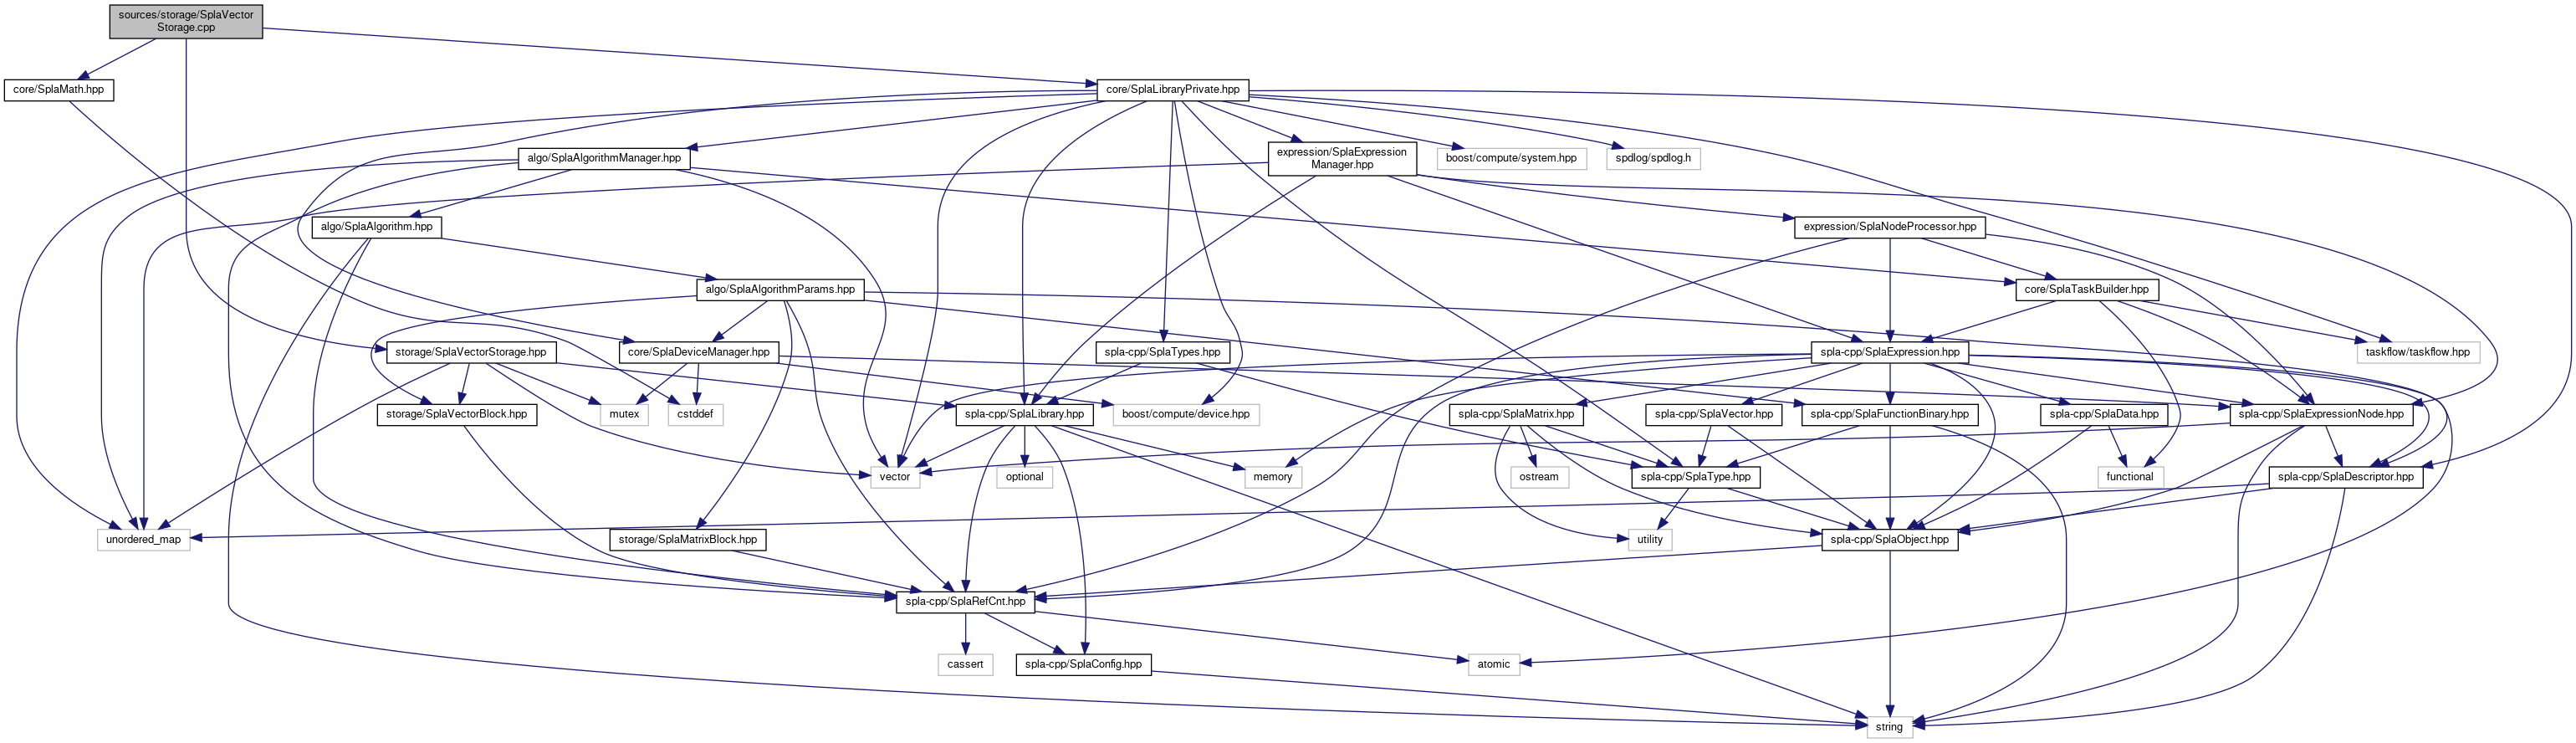 sources/storage/SplaVector
Storage.cpp
core/SplaMath.hpp
core/SplaLibraryPrivate.hpp
algo/SplaAlgorithmManager.hpp
expression/SplaExpression
Manager.hpp
boost/compute/system.hpp
spdlog/spdlog.h
algo/SplaAlgorithm.hpp
expression/SplaNodeProcessor.hpp
algo/SplaAlgorithmParams.hpp
core/SplaTaskBuilder.hpp
storage/SplaVectorStorage.hpp
core/SplaDeviceManager.hpp
spla-cpp/SplaTypes.hpp
spla-cpp/SplaExpression.hpp
taskflow/taskflow.hpp
storage/SplaVectorBlock.hpp
mutex
cstddef
spla-cpp/SplaLibrary.hpp
boost/compute/device.hpp
spla-cpp/SplaMatrix.hpp
spla-cpp/SplaVector.hpp
spla-cpp/SplaFunctionBinary.hpp
spla-cpp/SplaData.hpp
spla-cpp/SplaExpressionNode.hpp
vector
optional
memory
ostream
spla-cpp/SplaType.hpp
functional
spla-cpp/SplaDescriptor.hpp
unordered_map
storage/SplaMatrixBlock.hpp
utility
spla-cpp/SplaObject.hpp
spla-cpp/SplaRefCnt.hpp
cassert
spla-cpp/SplaConfig.hpp
atomic
string